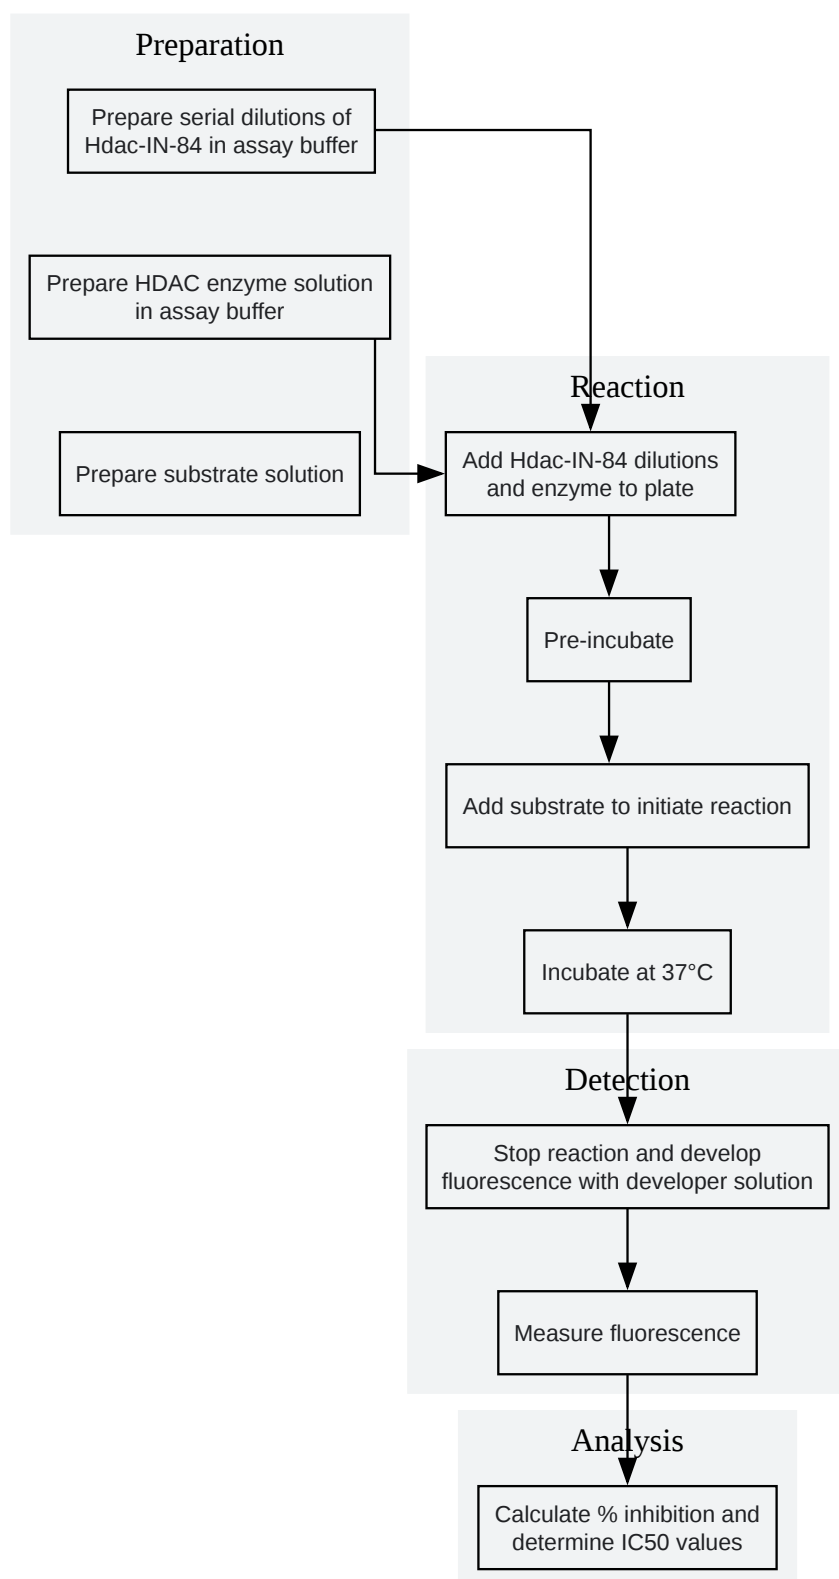 Preparation
Prepare serial dilutions of
Hdac-IN-84 in assay buffer
Prepare HDAC enzyme solution
in assay buffer
Prepare substrate solution
Reaction
Add Hdac-IN-84 dilutions
and enzyme to plate
Pre-incubate
Add substrate to initiate reaction
Incubate at 37°C
Detection
Stop reaction and develop
fluorescence with developer solution
Measure fluorescence
Analysis
Calculate % inhibition and
determine IC50 values